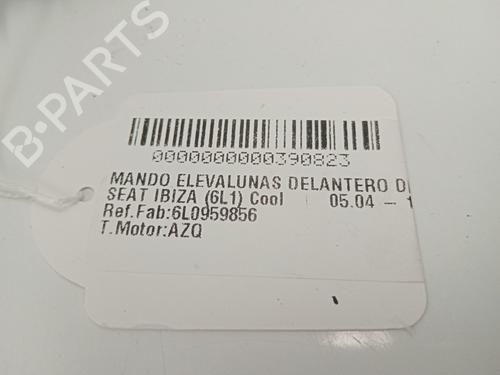 B-PARTS
0000000000390823
MANDO ELEVALUNAS DELANTERO
SEAT IBIZA (6L1) Cool 05.04 –
Ref.Fab:6L0959856
T.Motor:AZQ